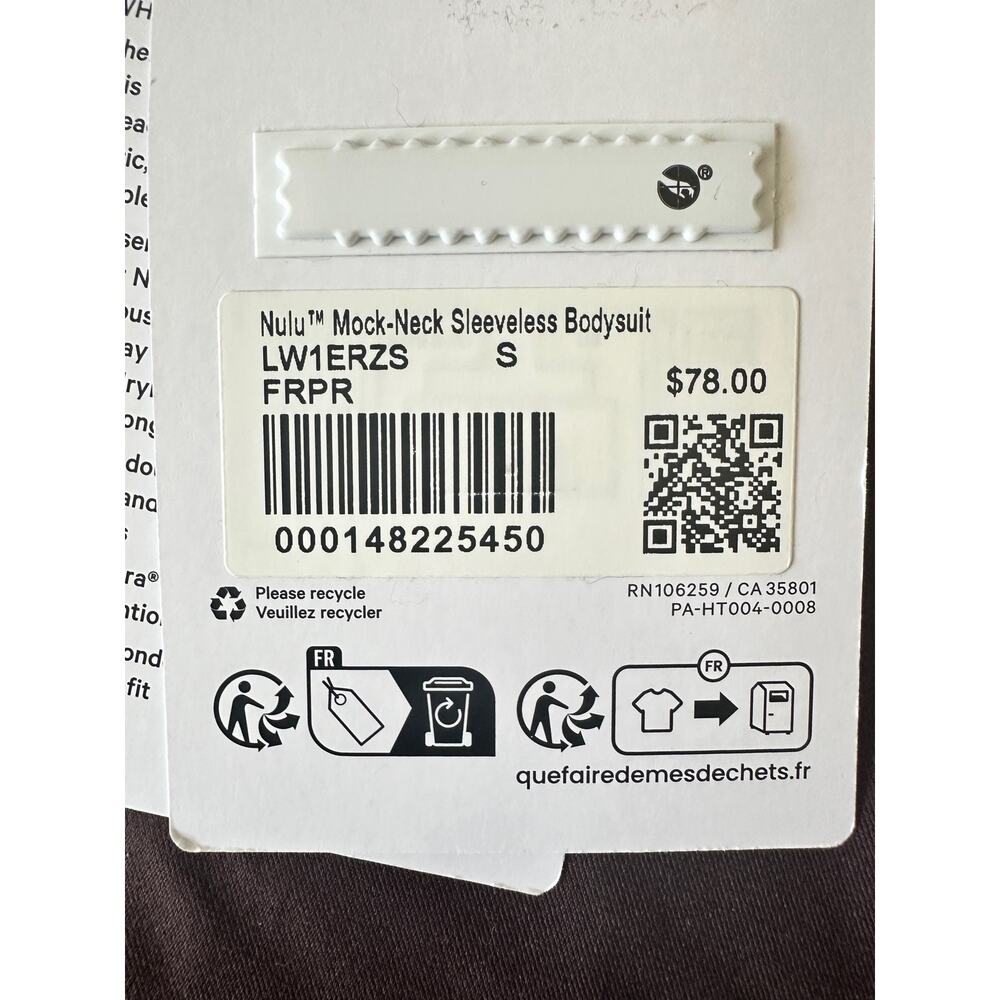 Nulu™ Mock-Neck Sleeveless Bodysuit
LW1ERZS S
FRPR
$78.00
000148225450
Please recycle
Veuillez recycler
RN106259 / CA 35801
PA-HT004-0008
FR
FR
quefairedemesdechets.fr